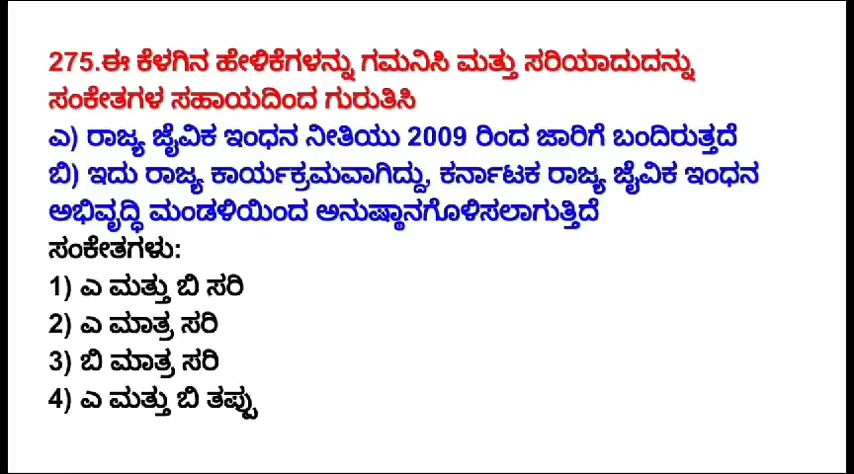 275.ಈ ಕೆಳಗಿನ ಹೇಳಿಕೆಗಳನ್ನು ಗಮನಿಸಿ ಮತ್ತು ಸರಿಯಾದುದನ್ನು
ಸಂಕೇತಗಳ ಸಹಾಯದಿಂದ ಗುರುತಿಸಿ
ಎ) ರಾಜ್ಯ ಜೈವಿಕ ಇಂಧನ ನೀತಿಯು 2009 ರಿಂದ ಜಾರಿಗೆ ಬಂದಿರುತ್ತದೆ
ಬಿ) ಇದು ರಾಜ್ಯ ಕಾರ್ಯಕ್ರಮವಾಗಿದ್ದು, ಕರ್ನಾಟಕ ರಾಜ್ಯ ಜೈವಿಕ ಇಂಧನ
ಅಭಿವೃದ್ಧಿ ಮಂಡಳಿಯಿಂದ ಅನುಷ್ಠಾನಗೊಳಿಸಲಾಗುತ್ತಿದೆ
ಸಂಕೇತಗಳು:
1) ಎ ಮತ್ತು ಬಿ ಸರಿ
2) ಎ ಮಾತ್ರ ಸರಿ
3) ಬಿ ಮಾತ್ರ ಸರಿ
4) ಎ ಮತ್ತು ಬಿ ತಪ್ಪು